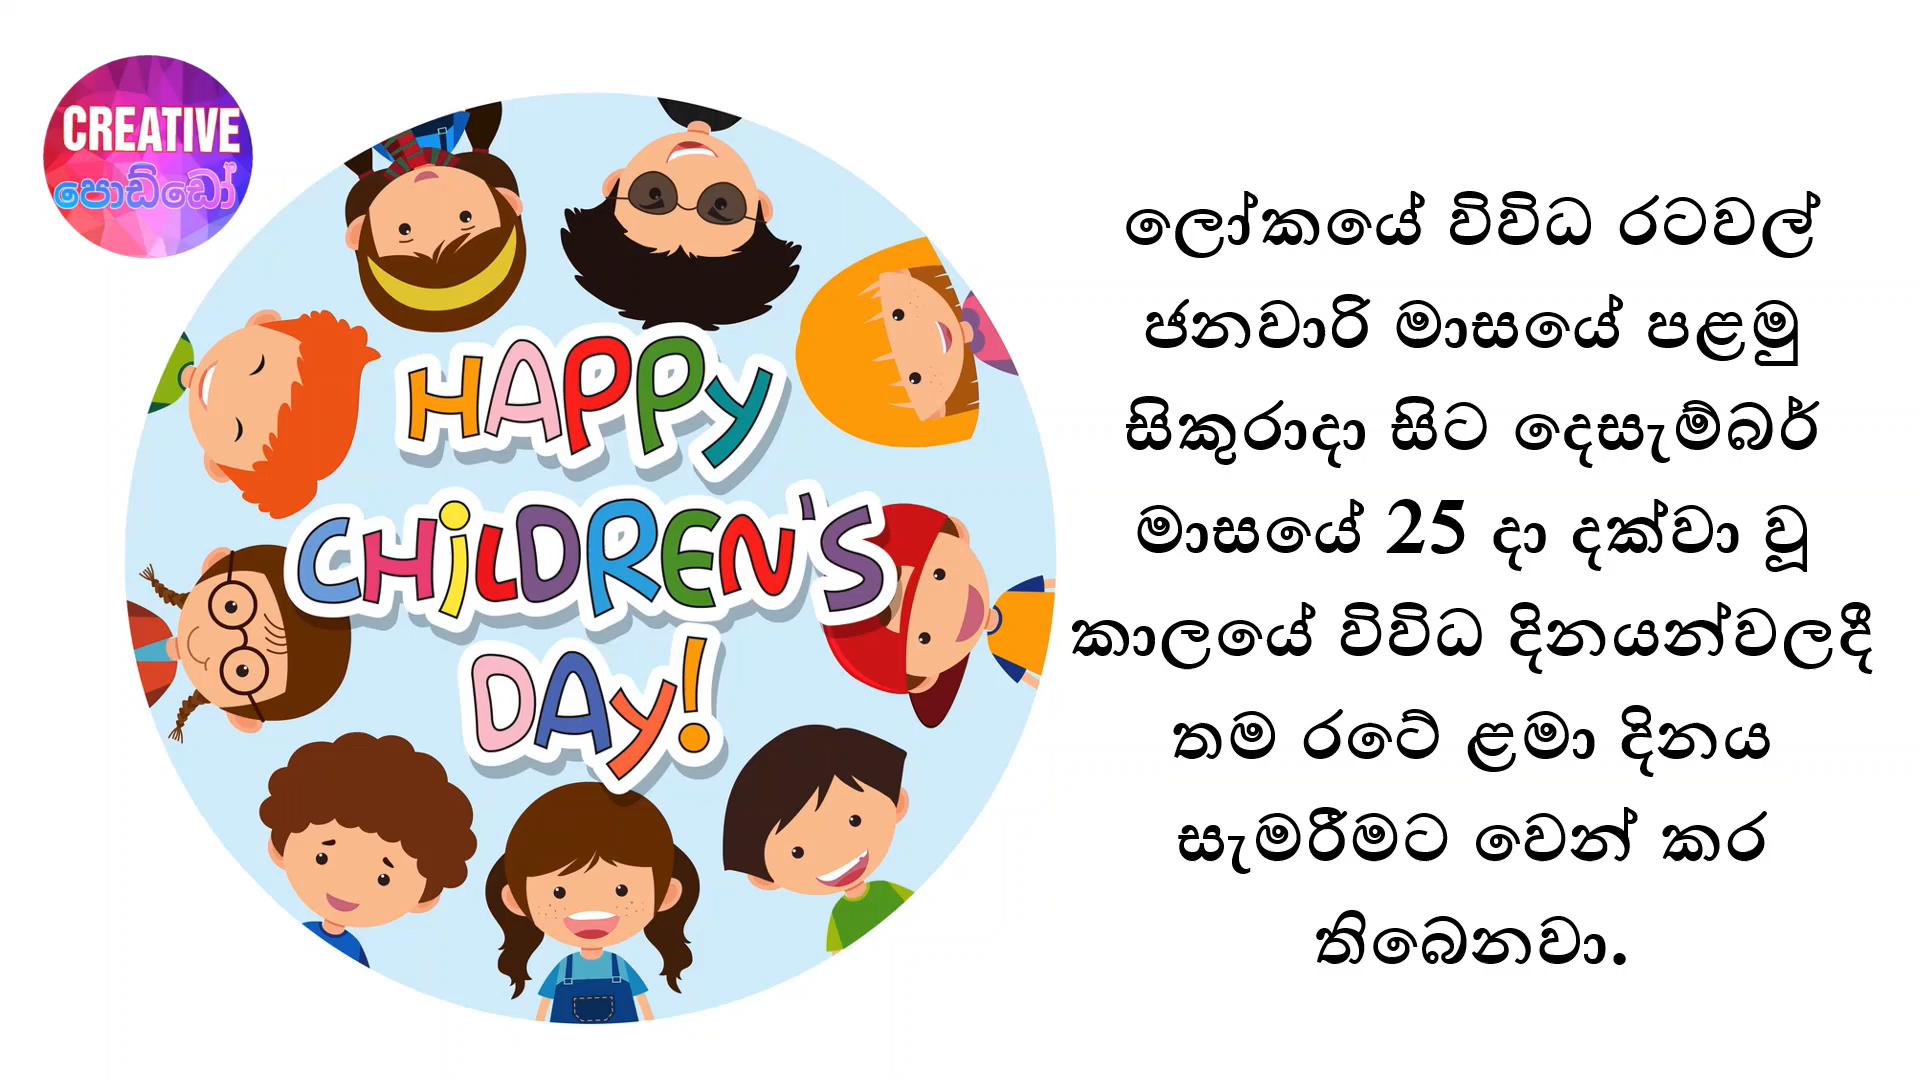 CREATIVE
පොඩ්ඩෝ
HAPPY
CHiLDREN'S
DAy!
ලෝකයේ විවිධ රටවල්
ජනවාරි මාසයේ පළමු
සිකුරාදා සිට දෙසැම්බර්
මාසයේ 25 දා දක්වා වූ
කාලයේ විවිධ දිනයන්වලදී
තම රටේ ළමා දිනය
සැමරීමට වෙන් කර
තිබෙනවා.